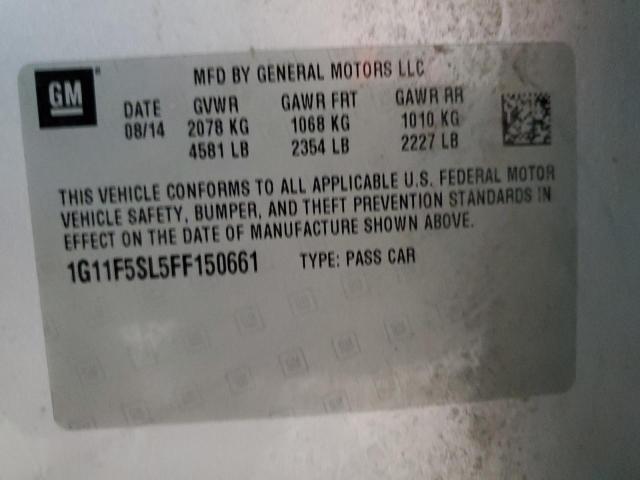 GM
MFD BY GENERAL MOTORS LLC
DATE GVWR GAWR FRT GAWR RR
08/14 2078 KG 1068 KG 1010 KG
4581 LB 2354 LB 2227 LB
THIS VEHICLE CONFORMS TO ALL APPLICABLE U.S. FEDERAL MOTOR
VEHICLE SAFETY, BUMPER, AND THEFT PREVENTION STANDARDS IN
EFFECT ON THE DATE OF MANUFACTURE SHOWN ABOVE.
1G11F5SL5FF150661 TYPE: PASS CAR